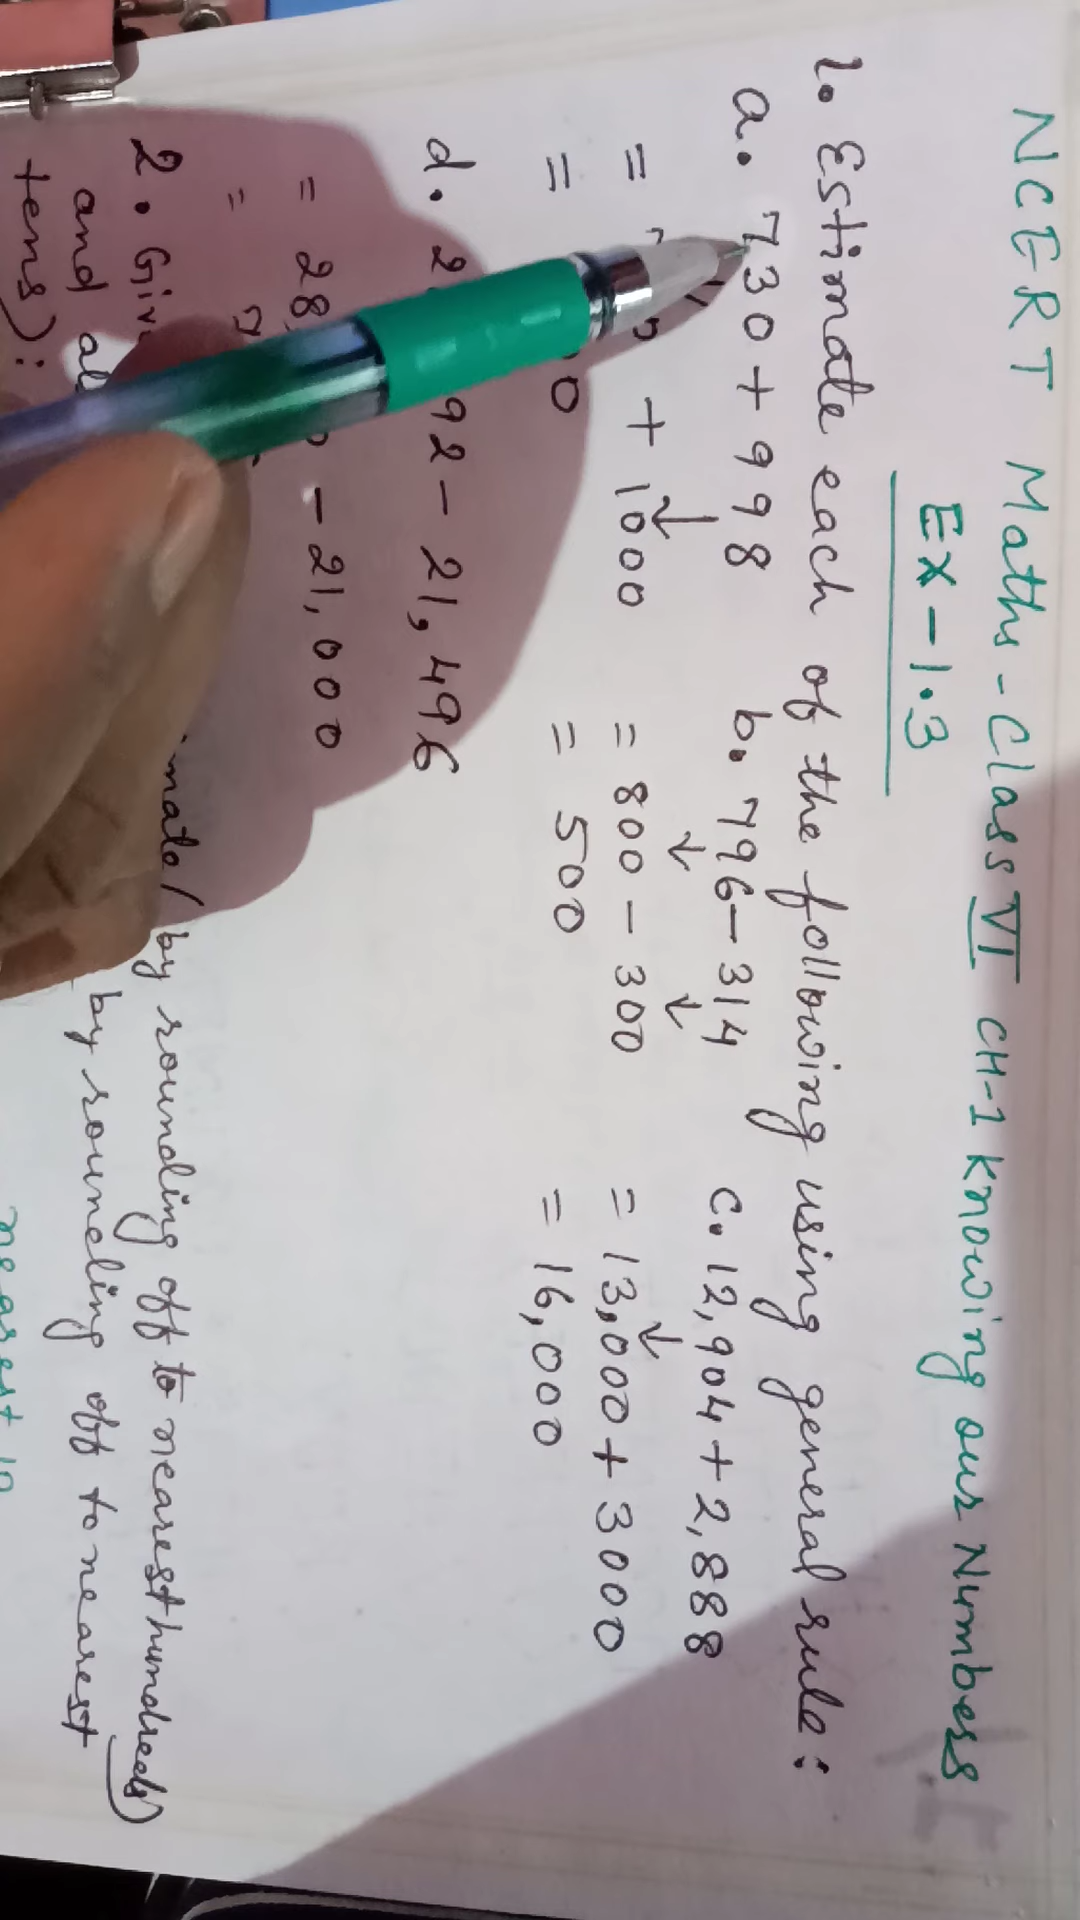 NCERT Maths - Class VI CH-1 Knowing our Numbers
Ex - 1.3
1. Estimate each of the following using general rule:
a. 730 + 998 b. 796 - 314 c. 12,904 + 2,888
= + 1000 = 800 - 300 = 13,000 + 3000
= = 500 = 16,000
d. 92 - 21,496
= 28, - 21,000
=
2. by rounding off to nearest hundreds)
and by rounding off to nearest
tens):
nearest 10